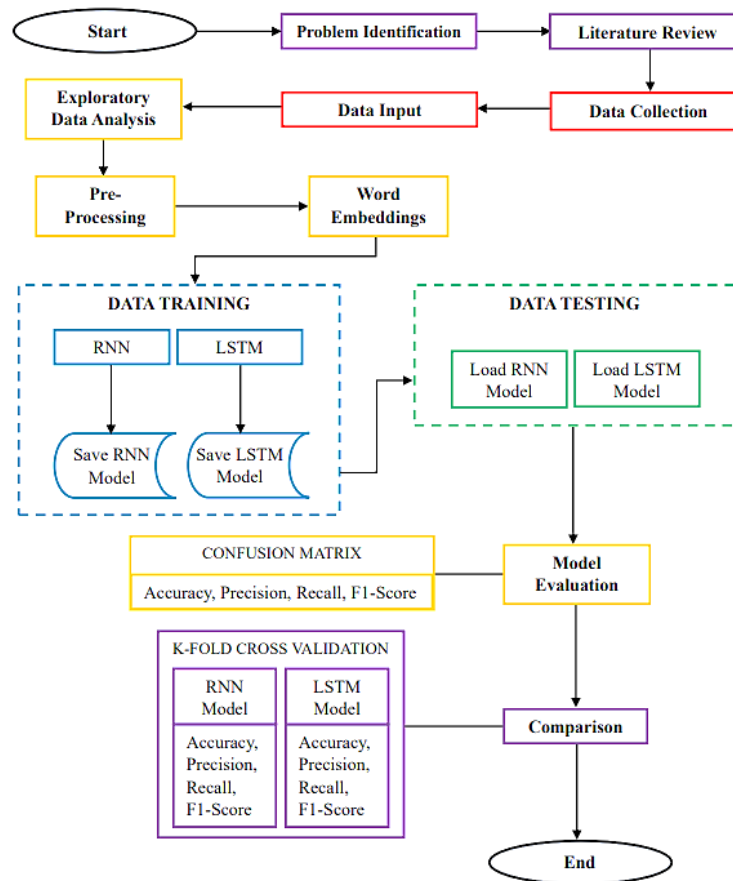 Start
Problem Identification
Literature Review
Exploratory
Data Analysis
Data Input
Data Collection
Pre-
Processing
Word
Embeddings
DATA TRAINING
RNN
LSTM
Save RNN
Model
Save LSTM
Model
DATA TESTING
Load RNN
Model
Load LSTM
Model
CONFUSION MATRIX
Accuracy, Precision, Recall, F1-Score
Model
Evaluation
K-FOLD CROSS VALIDATION
RNN
Model
Accuracy,
Precision,
Recall,
F1-Score
LSTM
Model
Accuracy,
Precision,
Recall,
F1-Score
Comparison
End